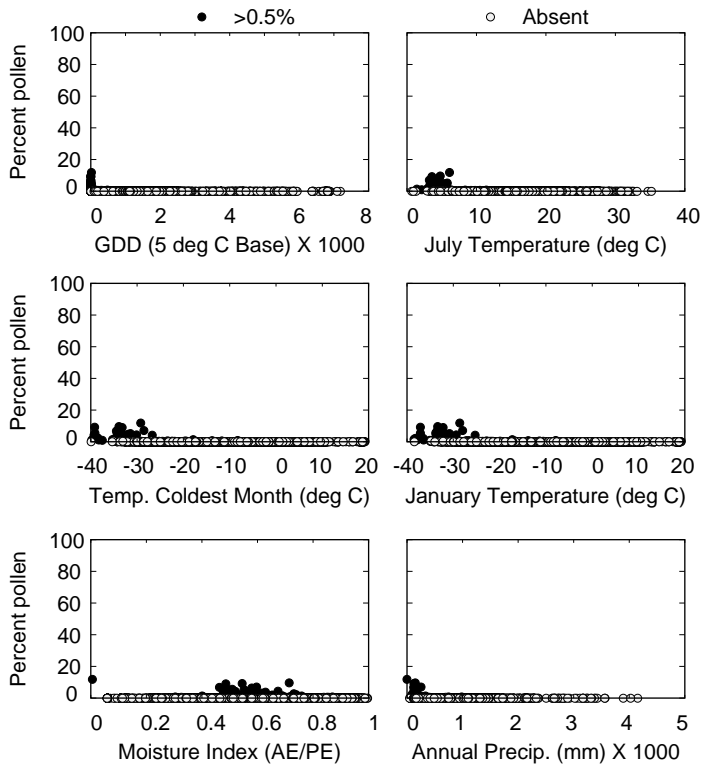 >0.5% Absent
Percent pollen
100
80
60
40
20
0
0 2 4 6 8
GDD (5 deg C Base) X 1000
0 10 20 30 40
July Temperature (deg C)
Percent pollen
100
80
60
40
20
0
-40 -30 -20 -10 0 10 20
Temp. Coldest Month (deg C)
-40 -30 -20 -10 0 10 20
January Temperature (deg C)
Percent pollen
100
80
60
40
20
0
0 0.2 0.4 0.6 0.8 1
Moisture Index (AE/PE)
0 1 2 3 4 5
Annual Precip. (mm) X 1000